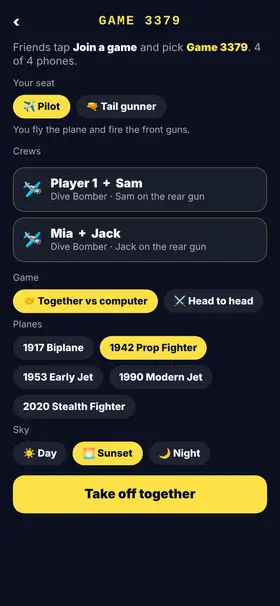 ‹ GAME 3379
Friends tap Join a game and pick Game 3379. 4
of 4 phones.
Your seat
✈️ Pilot 🔫 Tail gunner
You fly the plane and fire the front guns.
Crews
Player 1 + Sam
Dive Bomber · Sam on the rear gun
Mia + Jack
Dive Bomber · Jack on the rear gun
Game
🤝 Together vs computer ⚔️ Head to head
Planes
1917 Biplane 1942 Prop Fighter
1953 Early Jet 1990 Modern Jet
2020 Stealth Fighter
Sky
☀️ Day 🌅 Sunset 🌙 Night
Take off together